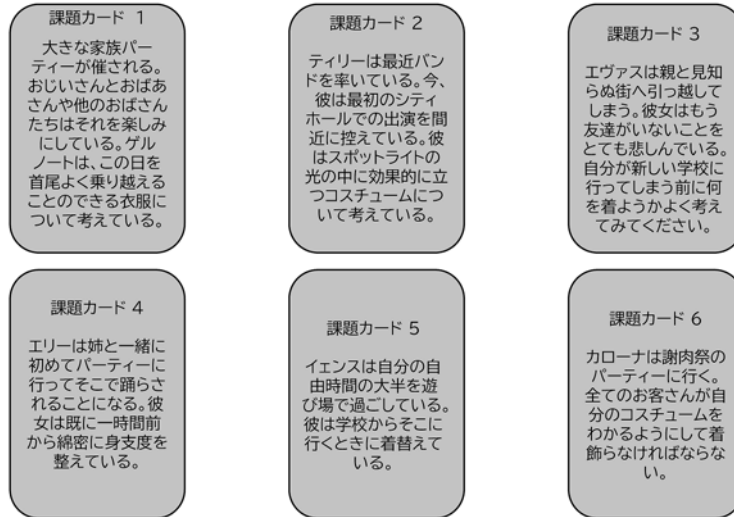 課題カード 1
大きな家族パー
ティーが催される。
おじいさんとおばあ
さんや他のおばさん
たちはそれを楽しみ
にしている。ゲル
ノートは、この日を
首尾よく乗り越える
ことのできる衣服に
ついて考えている。
課題カード 2
ティリーは最近バン
ドを率いている。今、
彼は最初のシティ
ホールでの出演を間
近に控えている。彼
はスポットライトの
光の中に効果的に立
つコスチュームにつ
いて考えている。
課題カード 3
エヴァスは親と見知
らぬ街へ引っ越して
しまう。彼女はもう
友達がいないことを
とても悲しんでいる。
自分が新しい学校に
行ってしまう前に何
を着ようかよく考え
てみてください。
課題カード 4
エリーは姉と一緒に
初めてパーティーに
行ってそこで踊らさ
れることになる。彼
女は既に一時間前
から綿密に身支度を
整えている。
課題カード 5
イェンスは自分の自
由時間の大半を遊
び場で過ごしている。
彼は学校からそこに
行くときに着替えて
いる。
課題カード 6
カローナは謝肉祭の
パーティーに行く。
全てのお客さんが自
分のコスチュームを
わかるようにして着
飾らなければならな
い。